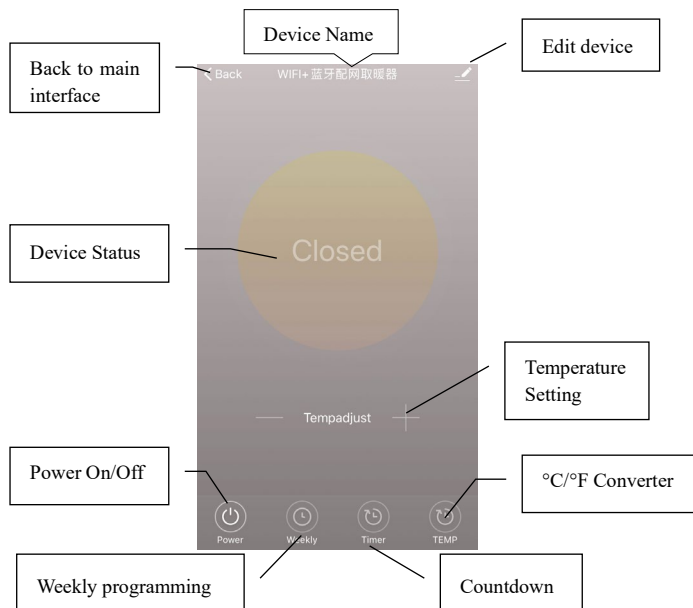 Device Name
Edit device
Back to main
interface
Back
WIFI+蓝牙配网取暖器
Device Status
Closed
Temperature
Setting
Tempadjust
Power On/Off
°C/°F Converter
Power
Weekly
Timer
TEMP
Weekly programming
Countdown